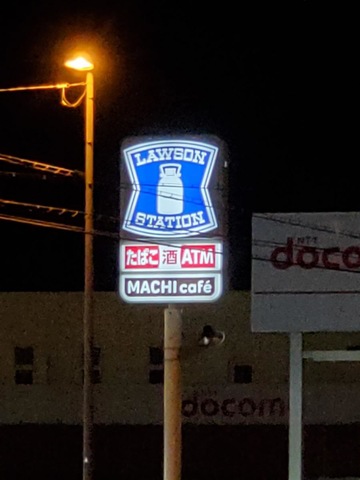 LAWSON
STATION
たばこ 酒 ATM
MACHI café
NTT
doco
docom